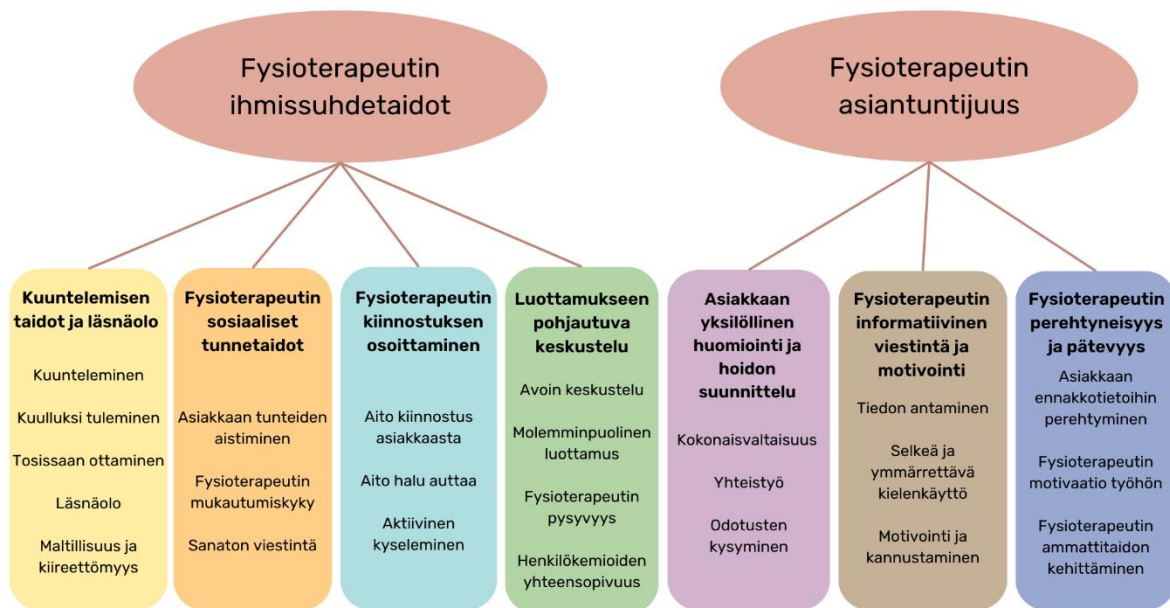 Fysioterapeutin
ihmissuhdetaidot
Fysioterapeutin
asiantuntijuus
Kuuntelemisen
taidot ja läsnäolo
Kuunteleminen
Kuulluksi tuleminen
Tosissaan ottaminen
Läsnäolo
Maltillisuus ja
kiireettömyys
Fysioterapeutin
sosiaaliset
tunnetaidot
Asiakkaan tunteiden
aistiminen
Fysioterapeutin
mukautumiskyky
Sanaton viestintä
Fysioterapeutin
kiinnostuksen
osoittaminen
Aito kiinnostus
asiakkaasta
Aito halu auttaa
Aktiivinen
kyseleminen
Luottamukseen
pohjautuva
keskustelu
Avoin keskustelu
Molemminpuolinen
luottamus
Fysioterapeutin
pysyvyys
Henkilökemioiden
yhteensopivuus
Asiakkaan
yksilöllinen
huomiointi ja
hoidon
suunnittelu
Kokonaisvaltaisuus
Yhteistyö
Odotusten
kysyminen
Fysioterapeutin
informatiivinen
viestintä ja
motivointi
Tiedon antaminen
Selkeä ja
ymmärrettävä
kielenkäyttö
Motivointi ja
kannustaminen
Fysioterapeutin
perehtyneisyys
ja pätevyys
Asiakkaan
ennakkotietoihin
perehtyminen
Fysioterapeutin
motivaatio työhön
Fysioterapeutin
ammattitaidon
kehittäminen